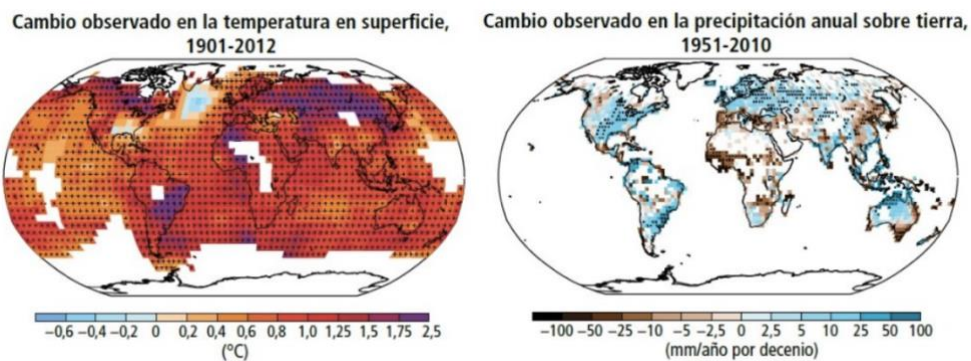 Cambio observado en la temperatura en superficie,
1901-2012
−0,6 −0,4 −0,2 0 0,2 0,4 0,6 0,8 1,0 1,25 1,5 1,75 2,5
(°C)
Cambio observado en la precipitación anual sobre tierra,
1951-2010
−100 −50 −25 −10 −5 −2,5 0 2,5 5 10 25 50 100
(mm/año por decenio)